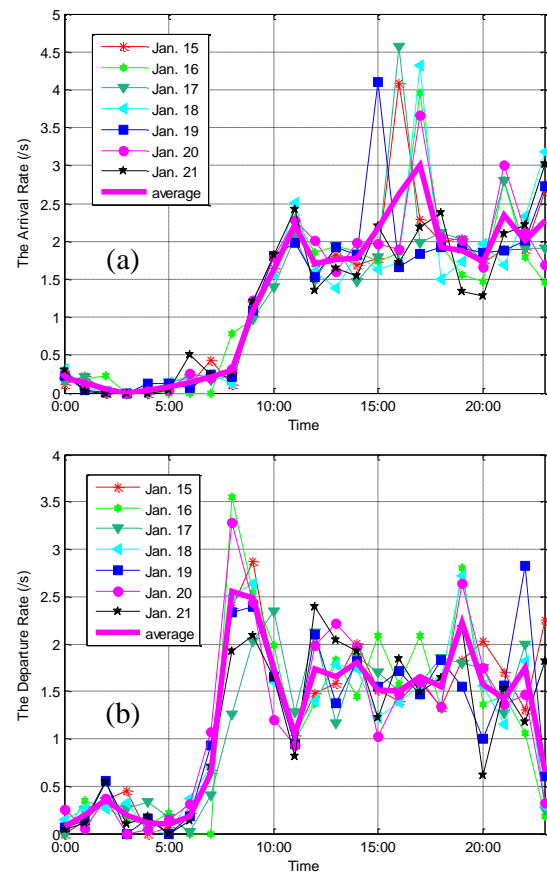 5
4.5
4
3.5
3
2.5
2
1.5
1
0.5
0
The Arrival Rate (/s)
Jan. 15
Jan. 16
Jan. 17
Jan. 18
Jan. 19
Jan. 20
Jan. 21
average
(a)
0:00 5:00 10:00 15:00 20:00
Time
4
3.5
3
2.5
2
1.5
1
0.5
0
The Departure Rate (/s)
Jan. 15
Jan. 16
Jan. 17
Jan. 18
Jan. 19
Jan. 20
Jan. 21
average
(b)
0:00 5:00 10:00 15:00 20:00
Time